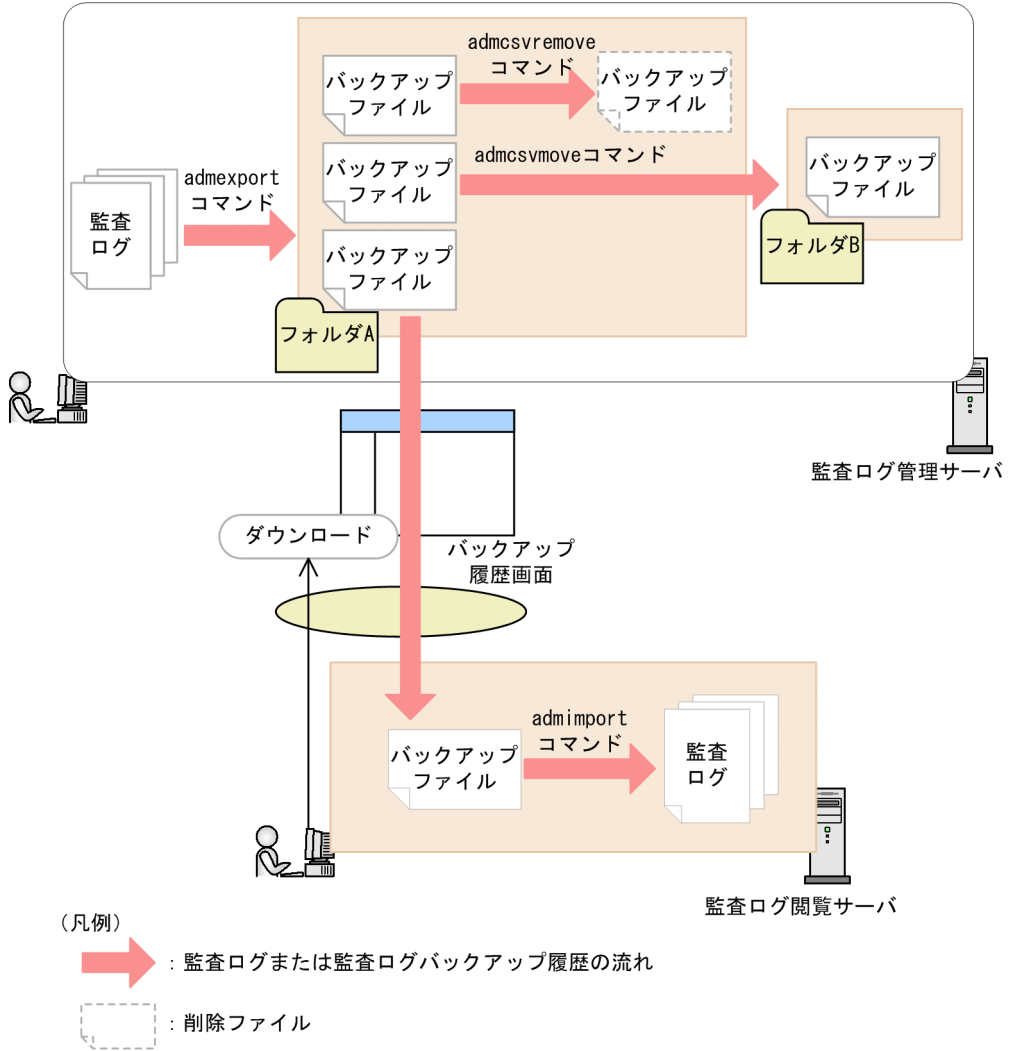 admcsvremove
コマンド
バックアップ
ファイル
バックアップ
ファイル
admcsvmoveコマンド
バックアップ
ファイル
バックアップ
ファイル
admexport
コマンド
監査
ログ
フォルダB
バックアップ
ファイル
フォルダA
監査ログ管理サーバ
ダウンロード
バックアップ
履歴画面
admimport
コマンド
バックアップ
ファイル
監査
ログ
監査ログ閲覧サーバ
（凡例）
：監査ログまたは監査ログバックアップ履歴の流れ
：削除ファイル